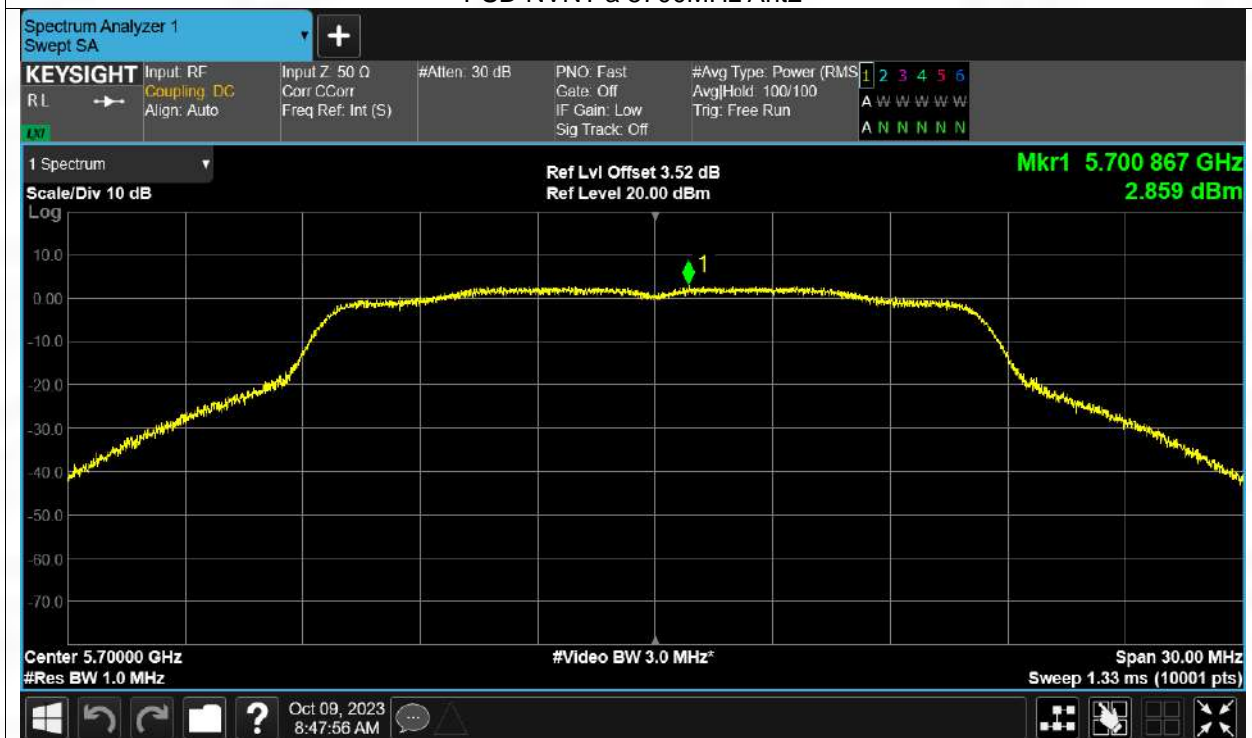 Spectrum Analyzer 1
Swept SA
KEYSIGHT
RL
LXI
Input: RF
Coupling: DC
Align: Auto
Input Z: 50 Ω
Corr CCorr
Freq Ref: Int (S)
#Atten: 30 dB
PNO: Fast
Gate: Off
IF Gain: Low
Sig Track: Off
#Avg Type: Power (RMS
Avg|Hold: 100/100
Trig: Free Run
1 2 3 4 5 6
A W W W W W
A N N N N N
1 Spectrum
Scale/Div 10 dB
Log
Ref Lvl Offset 3.52 dB
Ref Level 20.00 dBm
Mkr1 5.700 867 GHz
2.859 dBm
1
10.0
0.00
-10.0
-20.0
-30.0
-40.0
-50.0
-60.0
-70.0
Center 5.70000 GHz
#Res BW 1.0 MHz
#Video BW 3.0 MHz*
Span 30.00 MHz
Sweep 1.33 ms (10001 pts)
?
Oct 09, 2023
8:47:56 AM